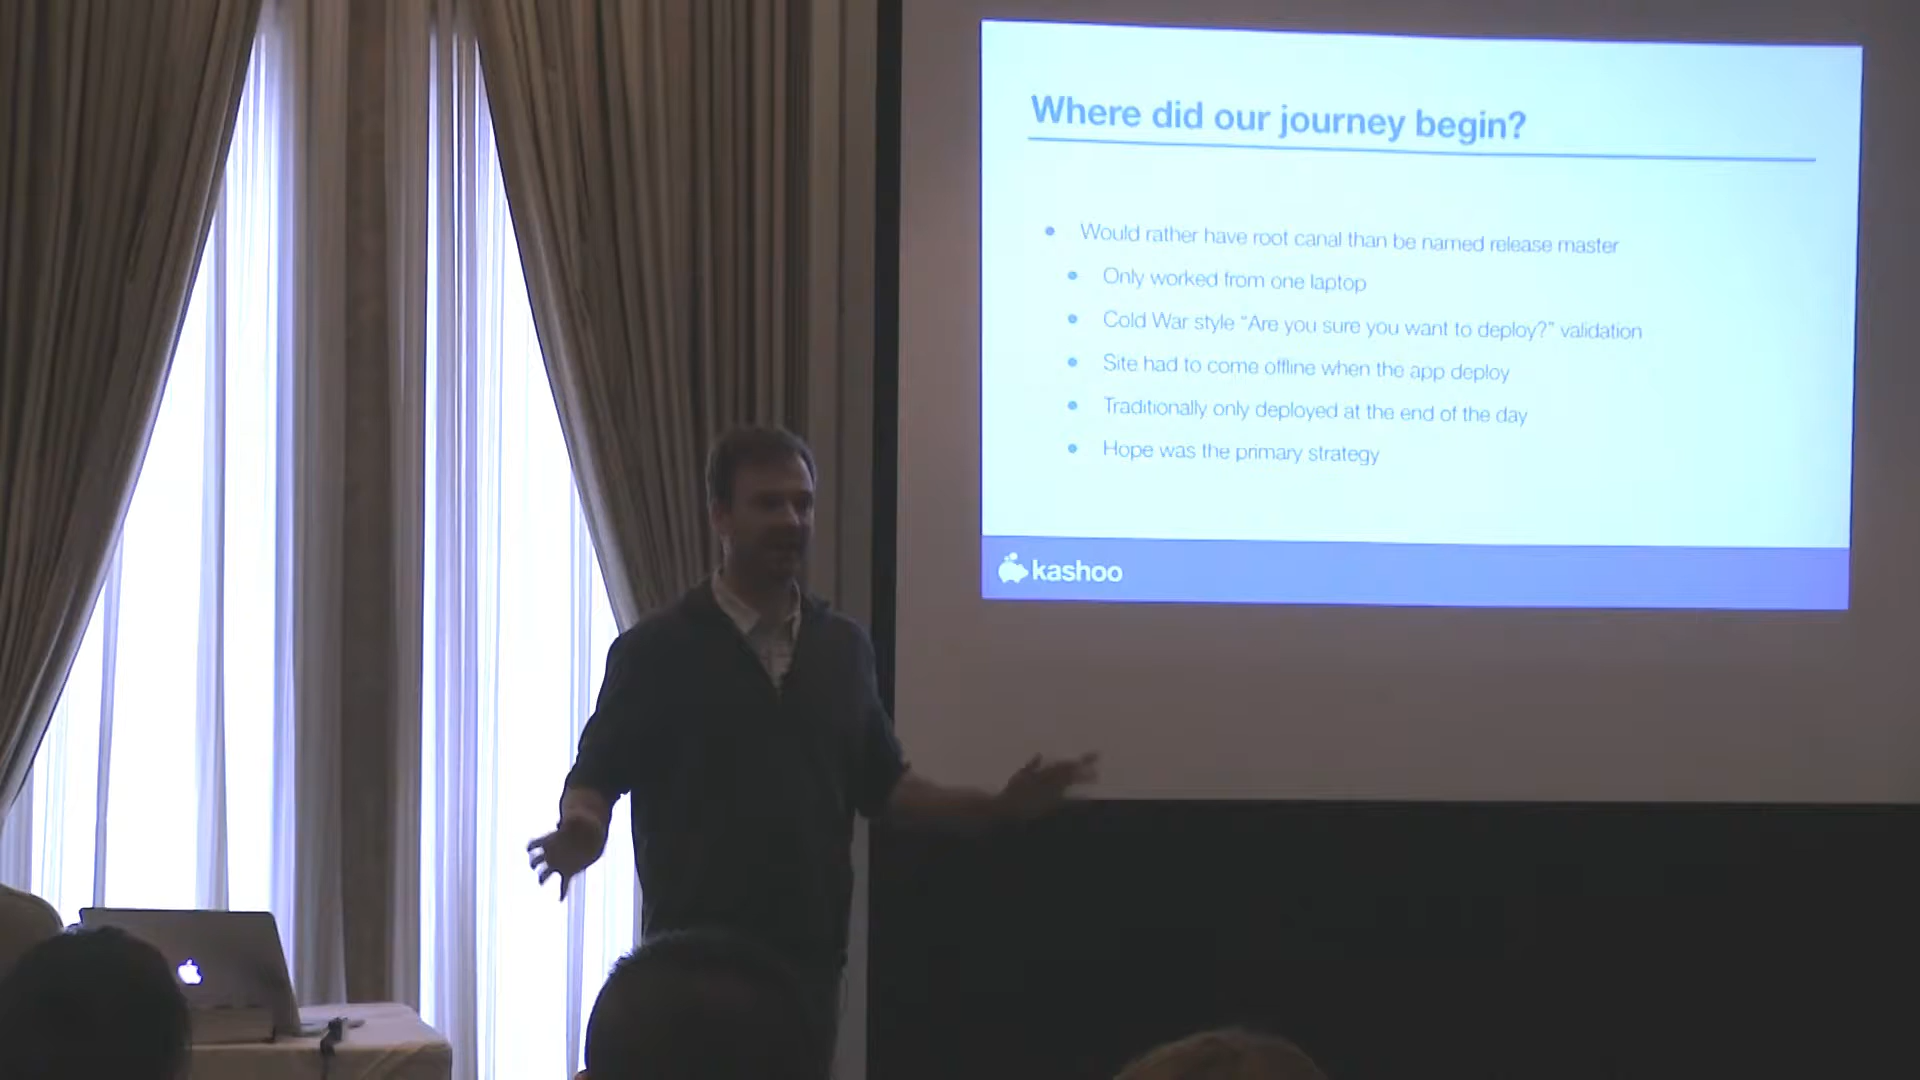 Where did our journey begin?
Would rather have root canal than be named release master
Only worked from one laptop
Cold War style “Are you sure you want to deploy?” validation
Site had to come offline when the app deploy
Traditionally only deployed at the end of the day
Hope was the primary strategy
kashoo